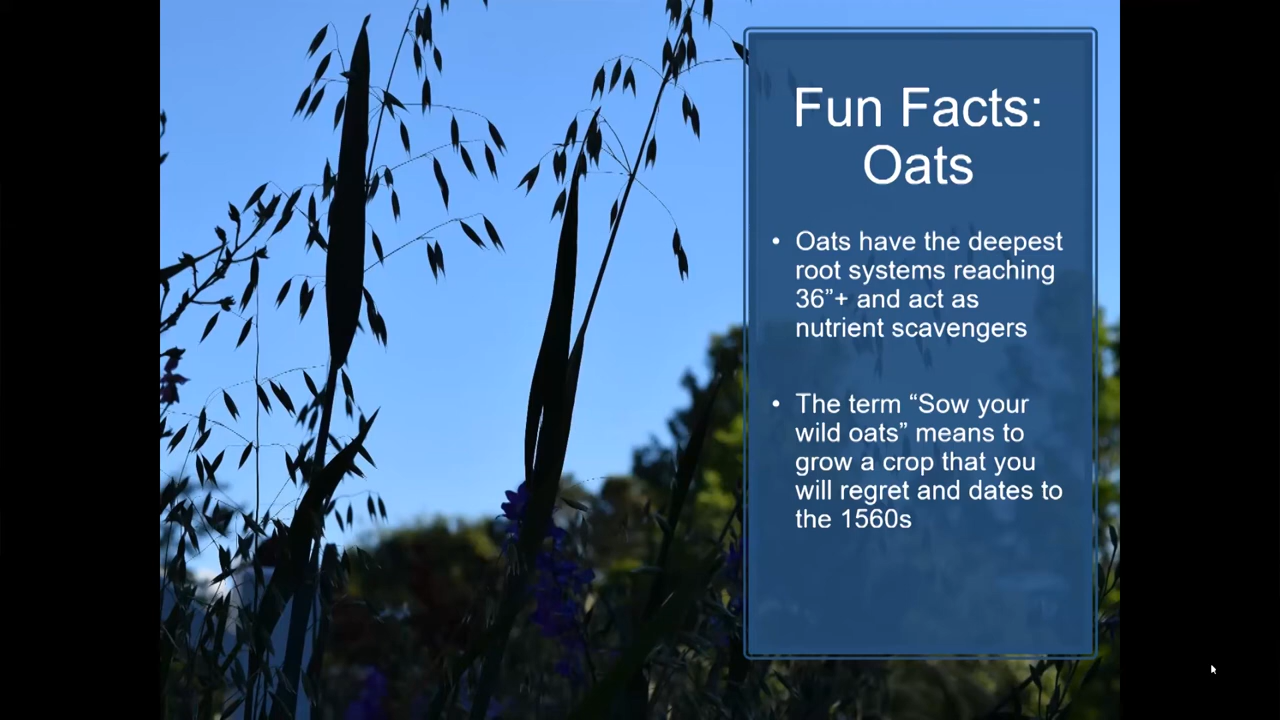 Fun Facts:
Oats
• Oats have the deepest
root systems reaching
36”+ and act as
nutrient scavengers
• The term “Sow your
wild oats” means to
grow a crop that you
will regret and dates to
the 1560s